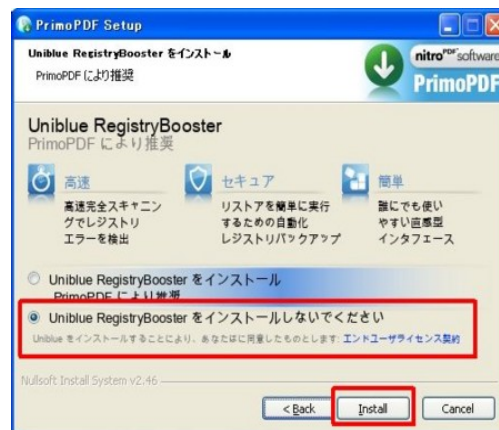 PrimoPDF Setup
Uniblue RegistryBooster をインストール
PrimoPDF により推奨
nitro PDF software
PrimoPDF
Uniblue RegistryBooster
PrimoPDF により推奨
高速
高速完全スキャニン
グでレジストリ
エラーを検出
セキュア
リストアを簡単に実行
するための自動化
レジストリバックアップ
簡単
誰にでも使い
やすい直感型
インタフェース
Uniblue RegistryBooster をインストール
PrimoPDF により推奨
Uniblue RegistryBooster をインストールしないでください
Uniblue をインストールすることにより、あなたはに同意したものとします: エンドユーザライセンス契約
Nullsoft Install System v2.46
< Back
Install
Cancel